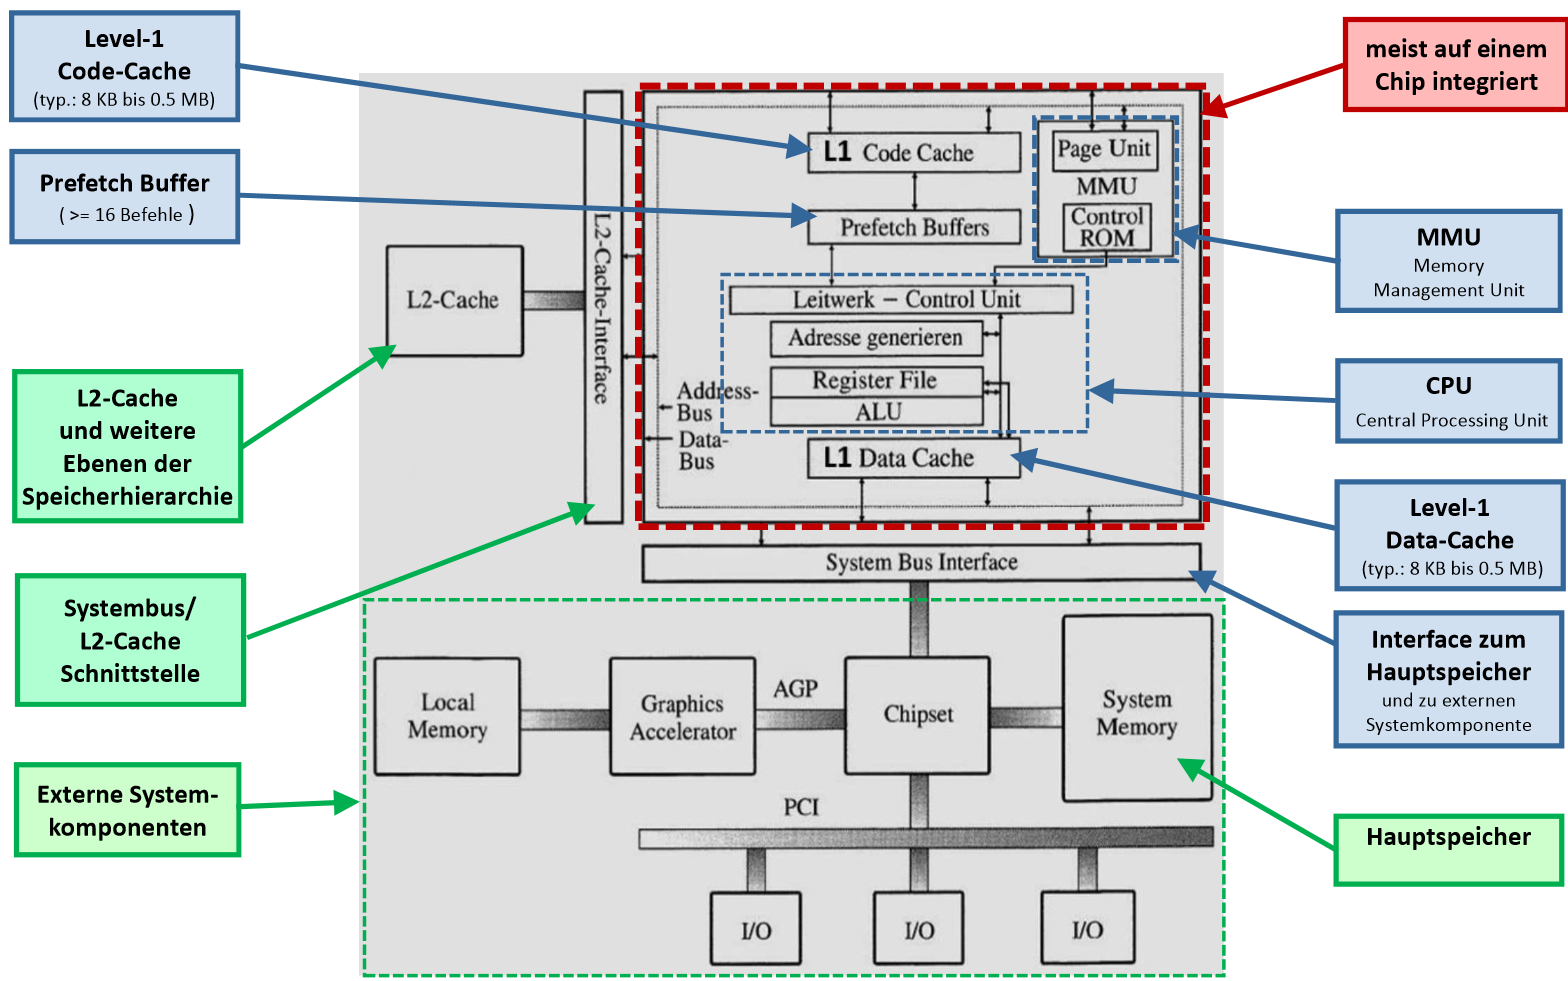 Level-1
Code-Cache
(typ.: 8 KB bis 0.5 MB)
Prefetch Buffer
( >= 16 Befehle )
L2-Cache
und weitere
Ebenen der
Speicherhierarchie
Systembus/
L2-Cache
Schnittstelle
Externe System-
komponenten
L2-Cache
L2-Cache-Interface
L1 Code Cache
Prefetch Buffers
Page Unit
MMU
Control
ROM
Leitwerk – Control Unit
Adresse generieren
Register File
ALU
Address-
Bus
Data-
Bus
L1 Data Cache
System Bus Interface
Local
Memory
Graphics
Accelerator
AGP
Chipset
System
Memory
PCI
I/O
I/O
I/O
meist auf einem
Chip integriert
MMU
Memory
Management Unit
CPU
Central Processing Unit
Level-1
Data-Cache
(typ.: 8 KB bis 0.5 MB)
Interface zum
Hauptspeicher
und zu externen
Systemkomponente
Hauptspeicher